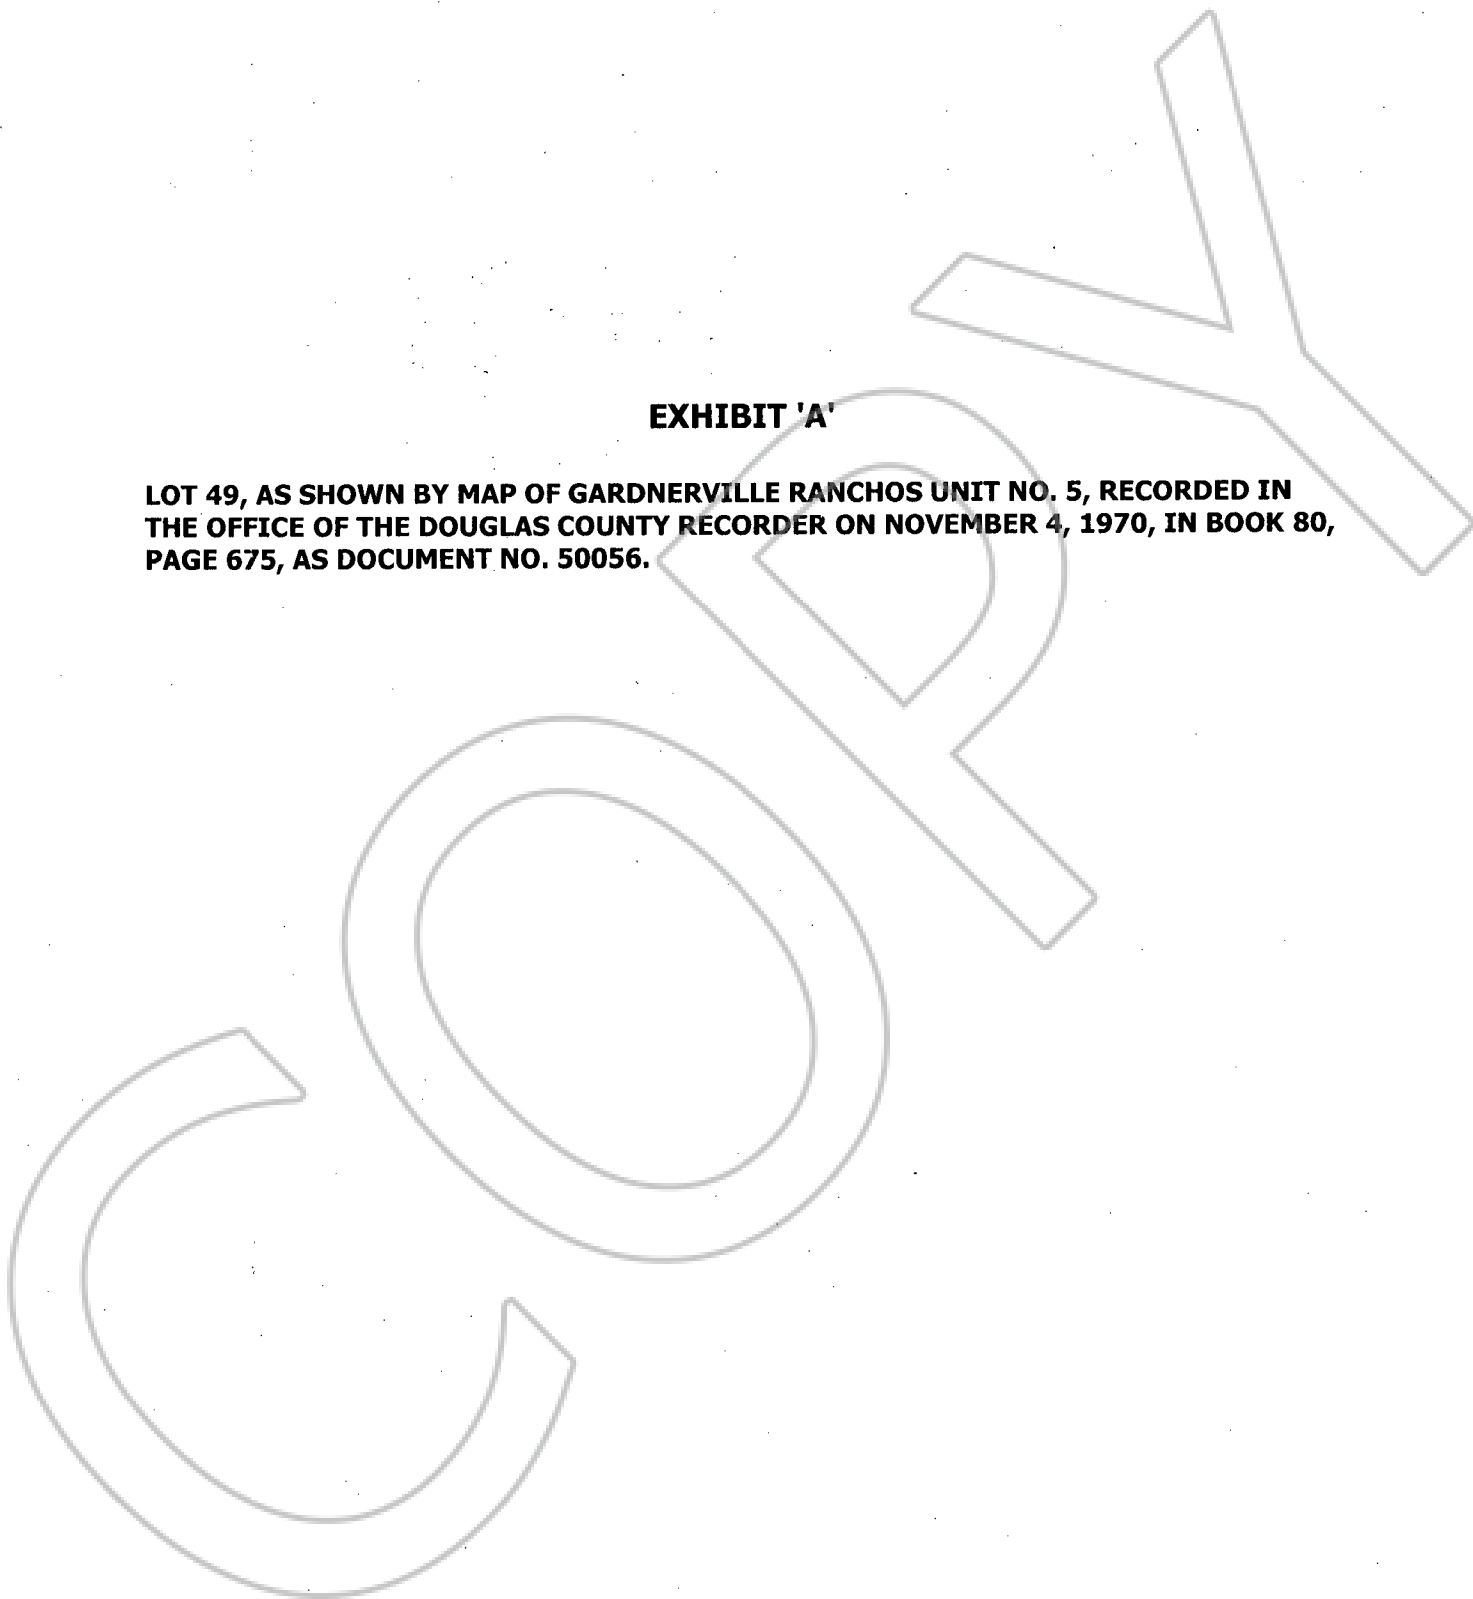 EXHIBIT 'A'
LOT 49, AS SHOWN BY MAP OF GARDNERVILLE RANCHOS UNIT NO. 5, RECORDED IN
THE OFFICE OF THE DOUGLAS COUNTY RECORDER ON NOVEMBER 4, 1970, IN BOOK 80,
PAGE 675, AS DOCUMENT NO. 50056.
COPY